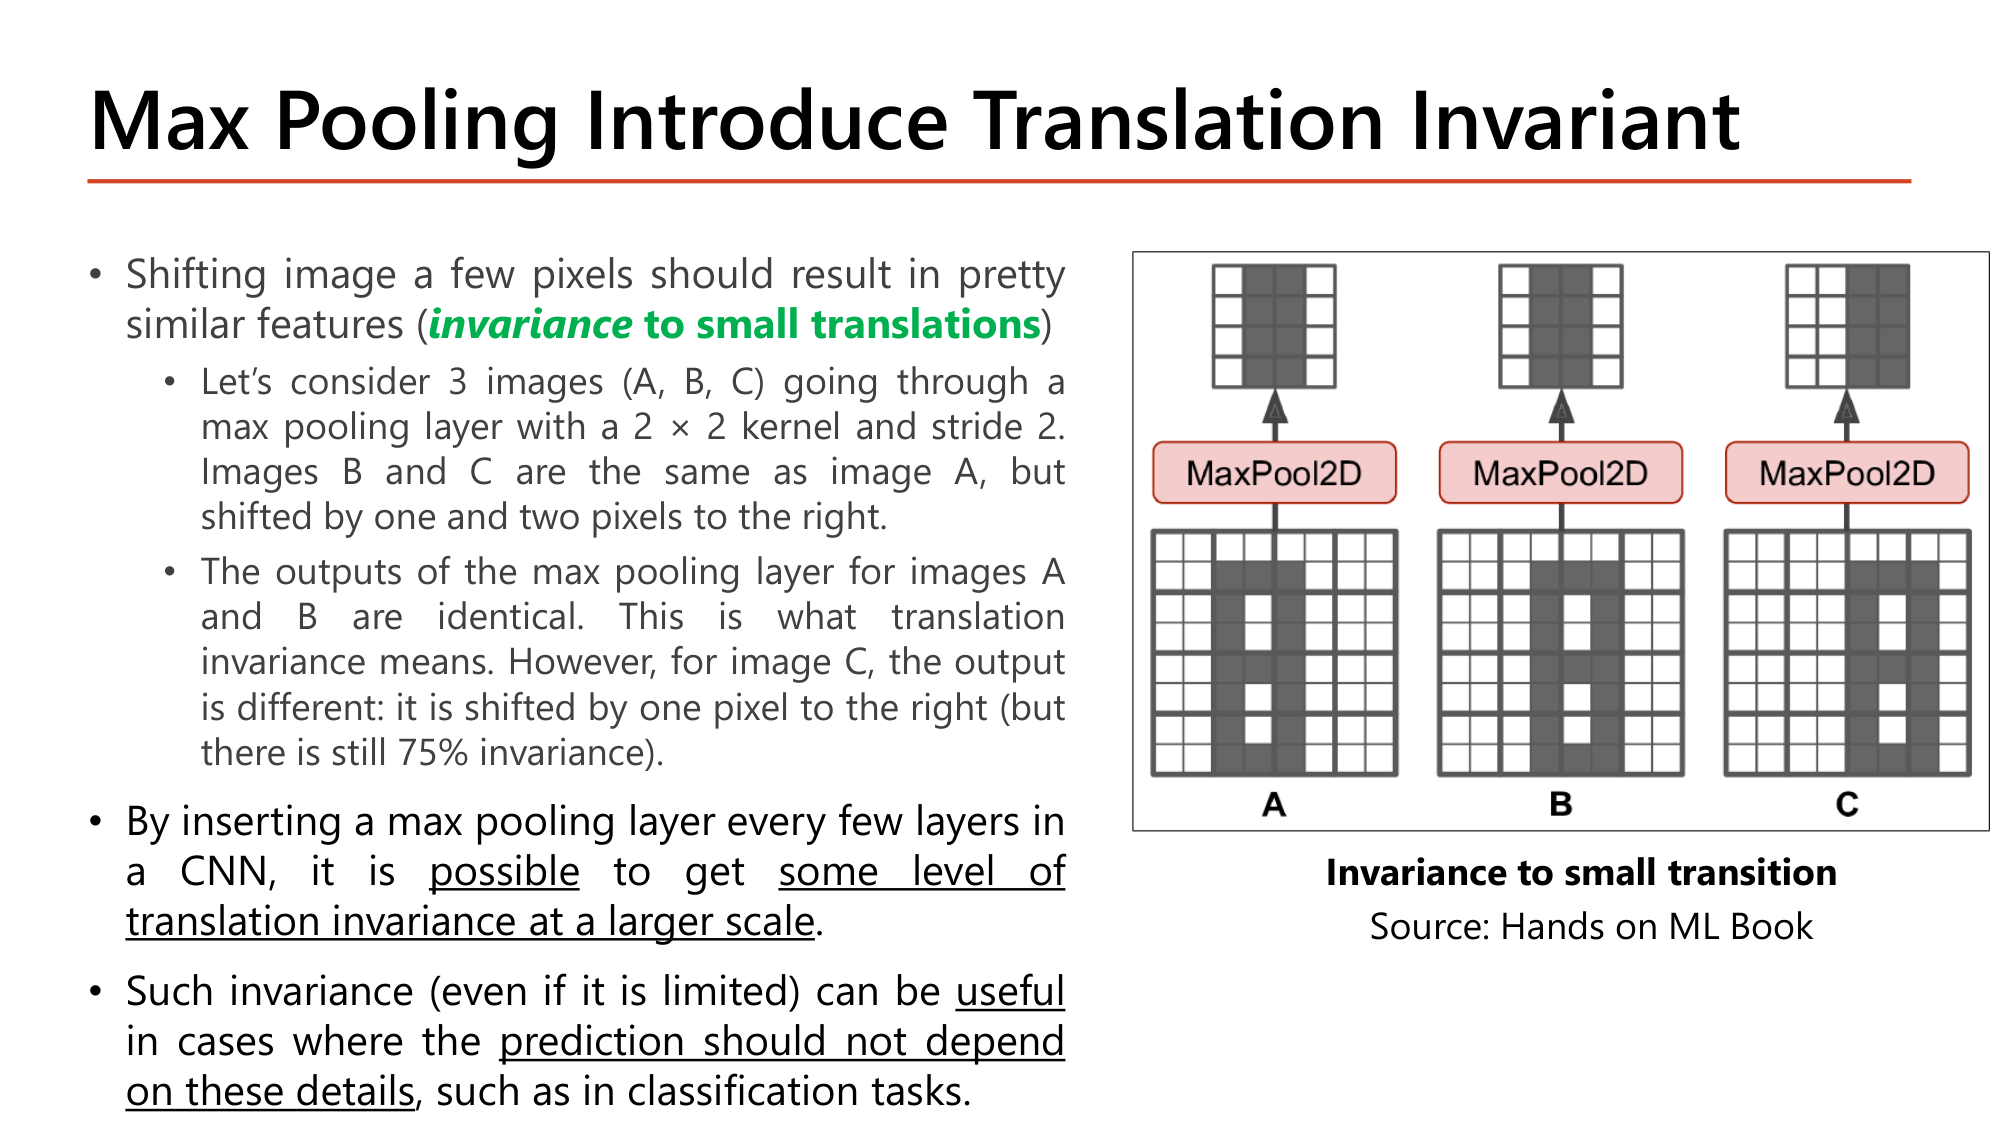 Max Pooling Introduce Translation Invariant
• Shifting image a few pixels should result in pretty
similar features (invariance to small translations)
• Let’s consider 3 images (A, B, C) going through a
max pooling layer with a 2 × 2 kernel and stride 2.
Images B and C are the same as image A, but
shifted by one and two pixels to the right.
• The outputs of the max pooling layer for images A
and B are identical. This is what translation
invariance means. However, for image C, the output
is different: it is shifted by one pixel to the right (but
there is still 75% invariance).
• By inserting a max pooling layer every few layers in
a CNN, it is possible to get some level of
translation invariance at a larger scale.
• Such invariance (even if it is limited) can be useful
in cases where the prediction should not depend
on these details, such as in classification tasks.
MaxPool2D MaxPool2D MaxPool2D
A B C
Invariance to small transition
Source: Hands on ML Book